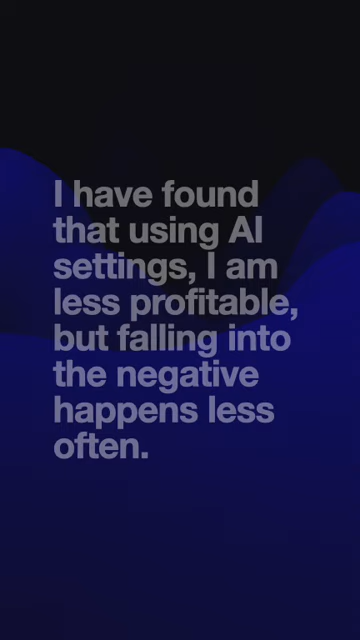 I have found
that using AI
settings, I am
less profitable,
but falling into
the negative
happens less
often.